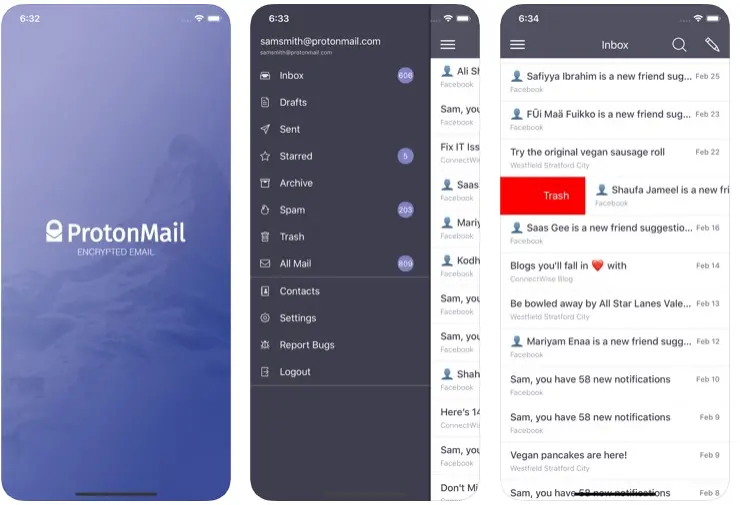 6:32
ProtonMail
ENCRYPTED EMAIL
6:33
samsmith@protonmail.com
samsmith@protonmail.com
Inbox 606
Drafts
Sent
Starred 5
Archive
Spam 203
Trash
All Mail 809
Contacts
Settings
Report Bugs
Logout
Ali Sh
Facebook
Sam, you
Facebook
Fix IT Iss
ConnectWise
Saas
Facebook
Mariy
Facebook
Kodh
Facebook
Sam, you
Facebook
Sam, you
Facebook
Shah
Facebook
Here's 14
ConnectWi
Sam, you
Facebook
Don't Mi
6:34
Inbox
Safiyya Ibrahim is a new friend sug... Feb 25
Facebook
FÜi Maä Fuikko is a new friend sug... Feb 23
Facebook
Try the original vegan sausage roll Feb 22
Westfield Stratford City
Trash
Shaufa Jameel is a new fri
Facebook
Saas Gee is a new friend suggestio... Feb 16
Facebook
Blogs you'll fall in ❤️ with Feb 14
ConnectWise Blog
Be bowled away by All Star Lanes Vale... Feb 13
Westfield Stratford City
Mariyam Enaa is a new friend sugg... Feb 12
Facebook
Sam, you have 58 new notifications Feb 10
Facebook
Sam, you have 58 new notifications Feb 9
Facebook
Vegan pancakes are here! Feb 9
Westfield Stratford City
Sam, you have 58 new notifications Feb 8